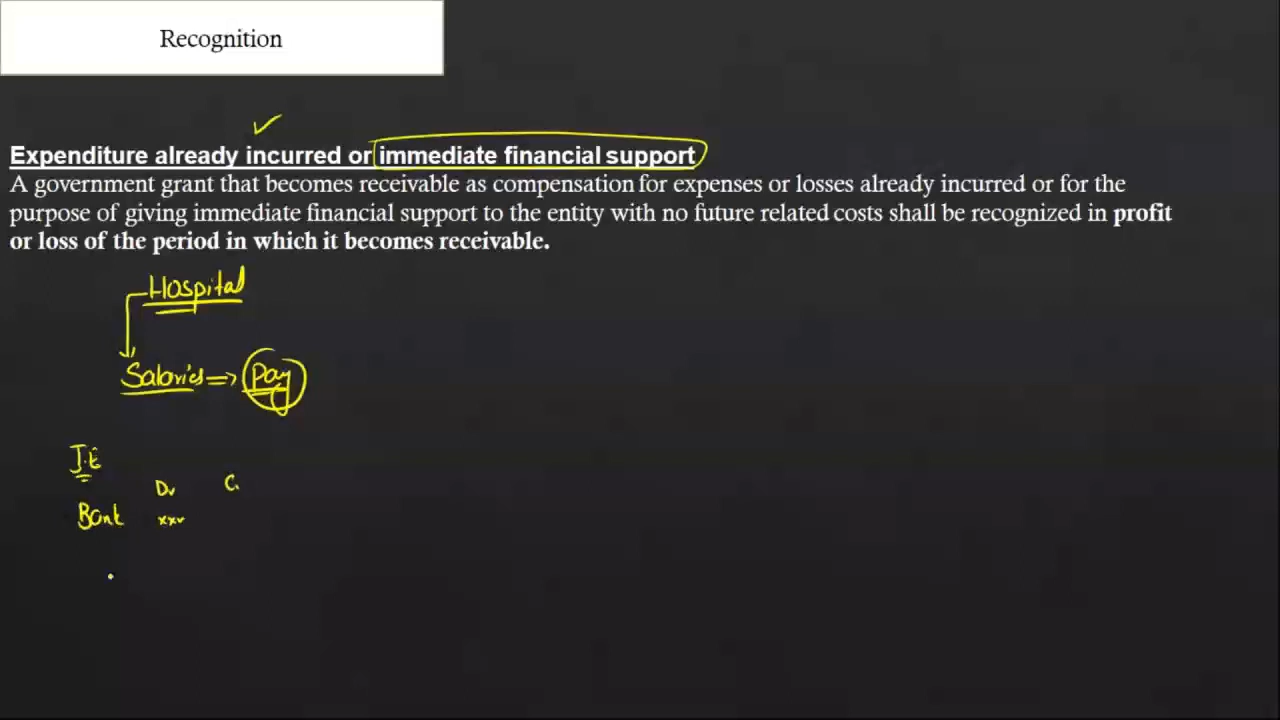 Recognition
Expenditure already incurred or immediate financial support
A government grant that becomes receivable as compensation for expenses or losses already incurred or for the
purpose of giving immediate financial support to the entity with no future related costs shall be recognized in profit
or loss of the period in which it becomes receivable.
Hospital
Salaries => Pay
J.E
Dr C.
Bank xxx